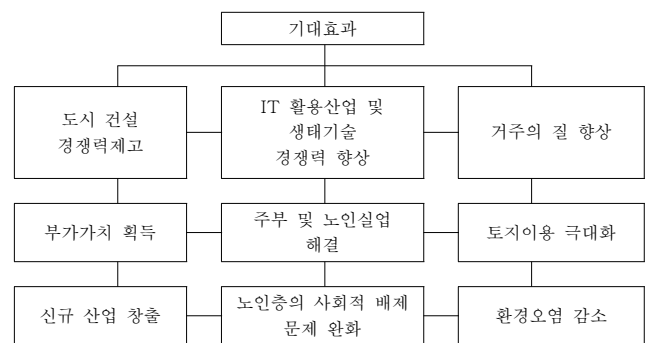 기대효과
도시 건설
경쟁력제고
IT 활용산업 및
생태기술
경쟁력 향상
거주의 질 향상
부가가치 획득
주부 및 노인실업
해결
토지이용 극대화
신규 산업 창출
노인층의 사회적 배제
문제 완화
환경오염 감소